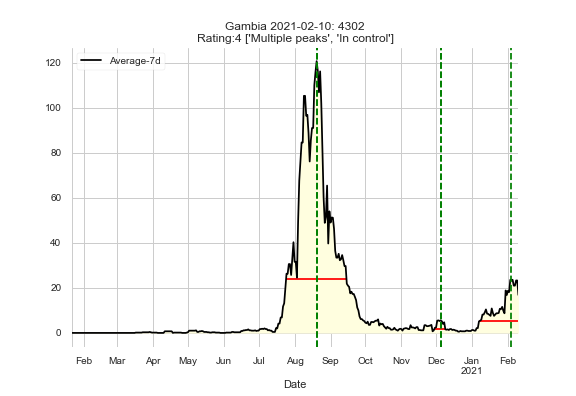 Gambia 2021-02-10: 4302
Rating:4 ['Multiple peaks', 'In control']
Average-7d
120
100
80
60
40
20
0
Feb Mar Apr May Jun Jul Aug Sep Oct Nov Dec Jan Feb
2021
Date